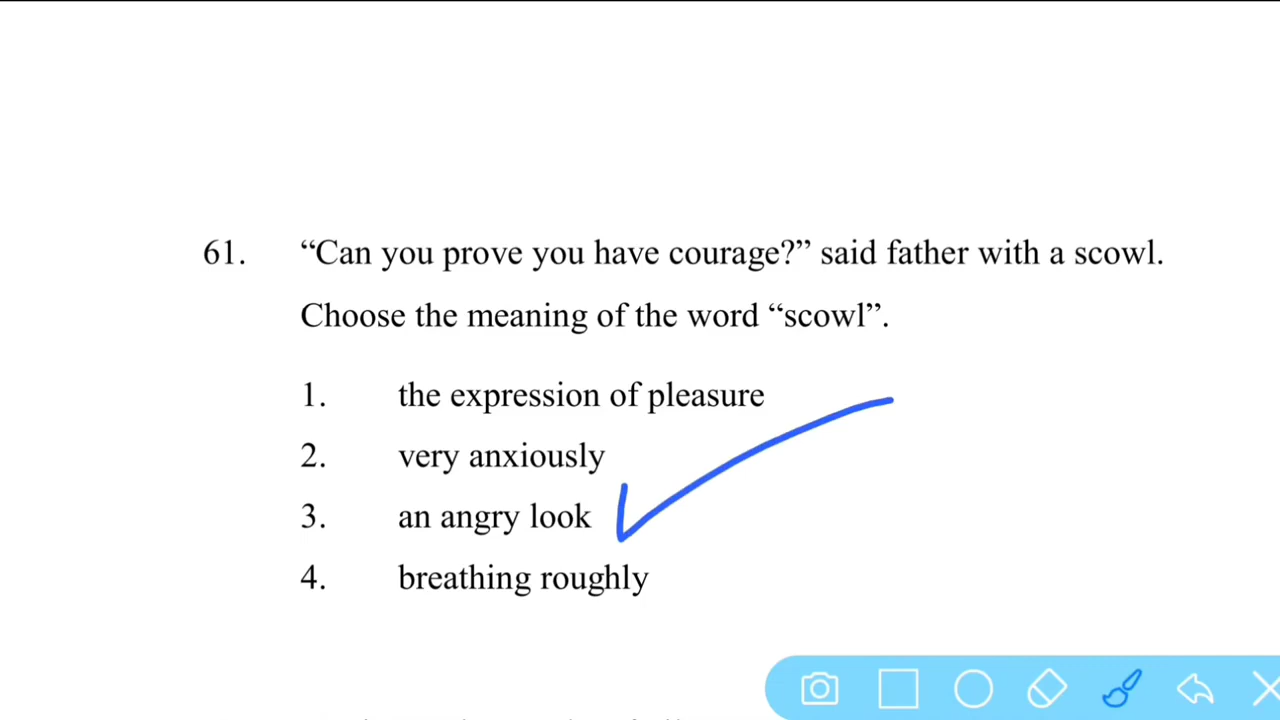 61. “Can you prove you have courage?” said father with a scowl.
Choose the meaning of the word “scowl”.
1. the expression of pleasure
2. very anxiously
3. an angry look
4. breathing roughly